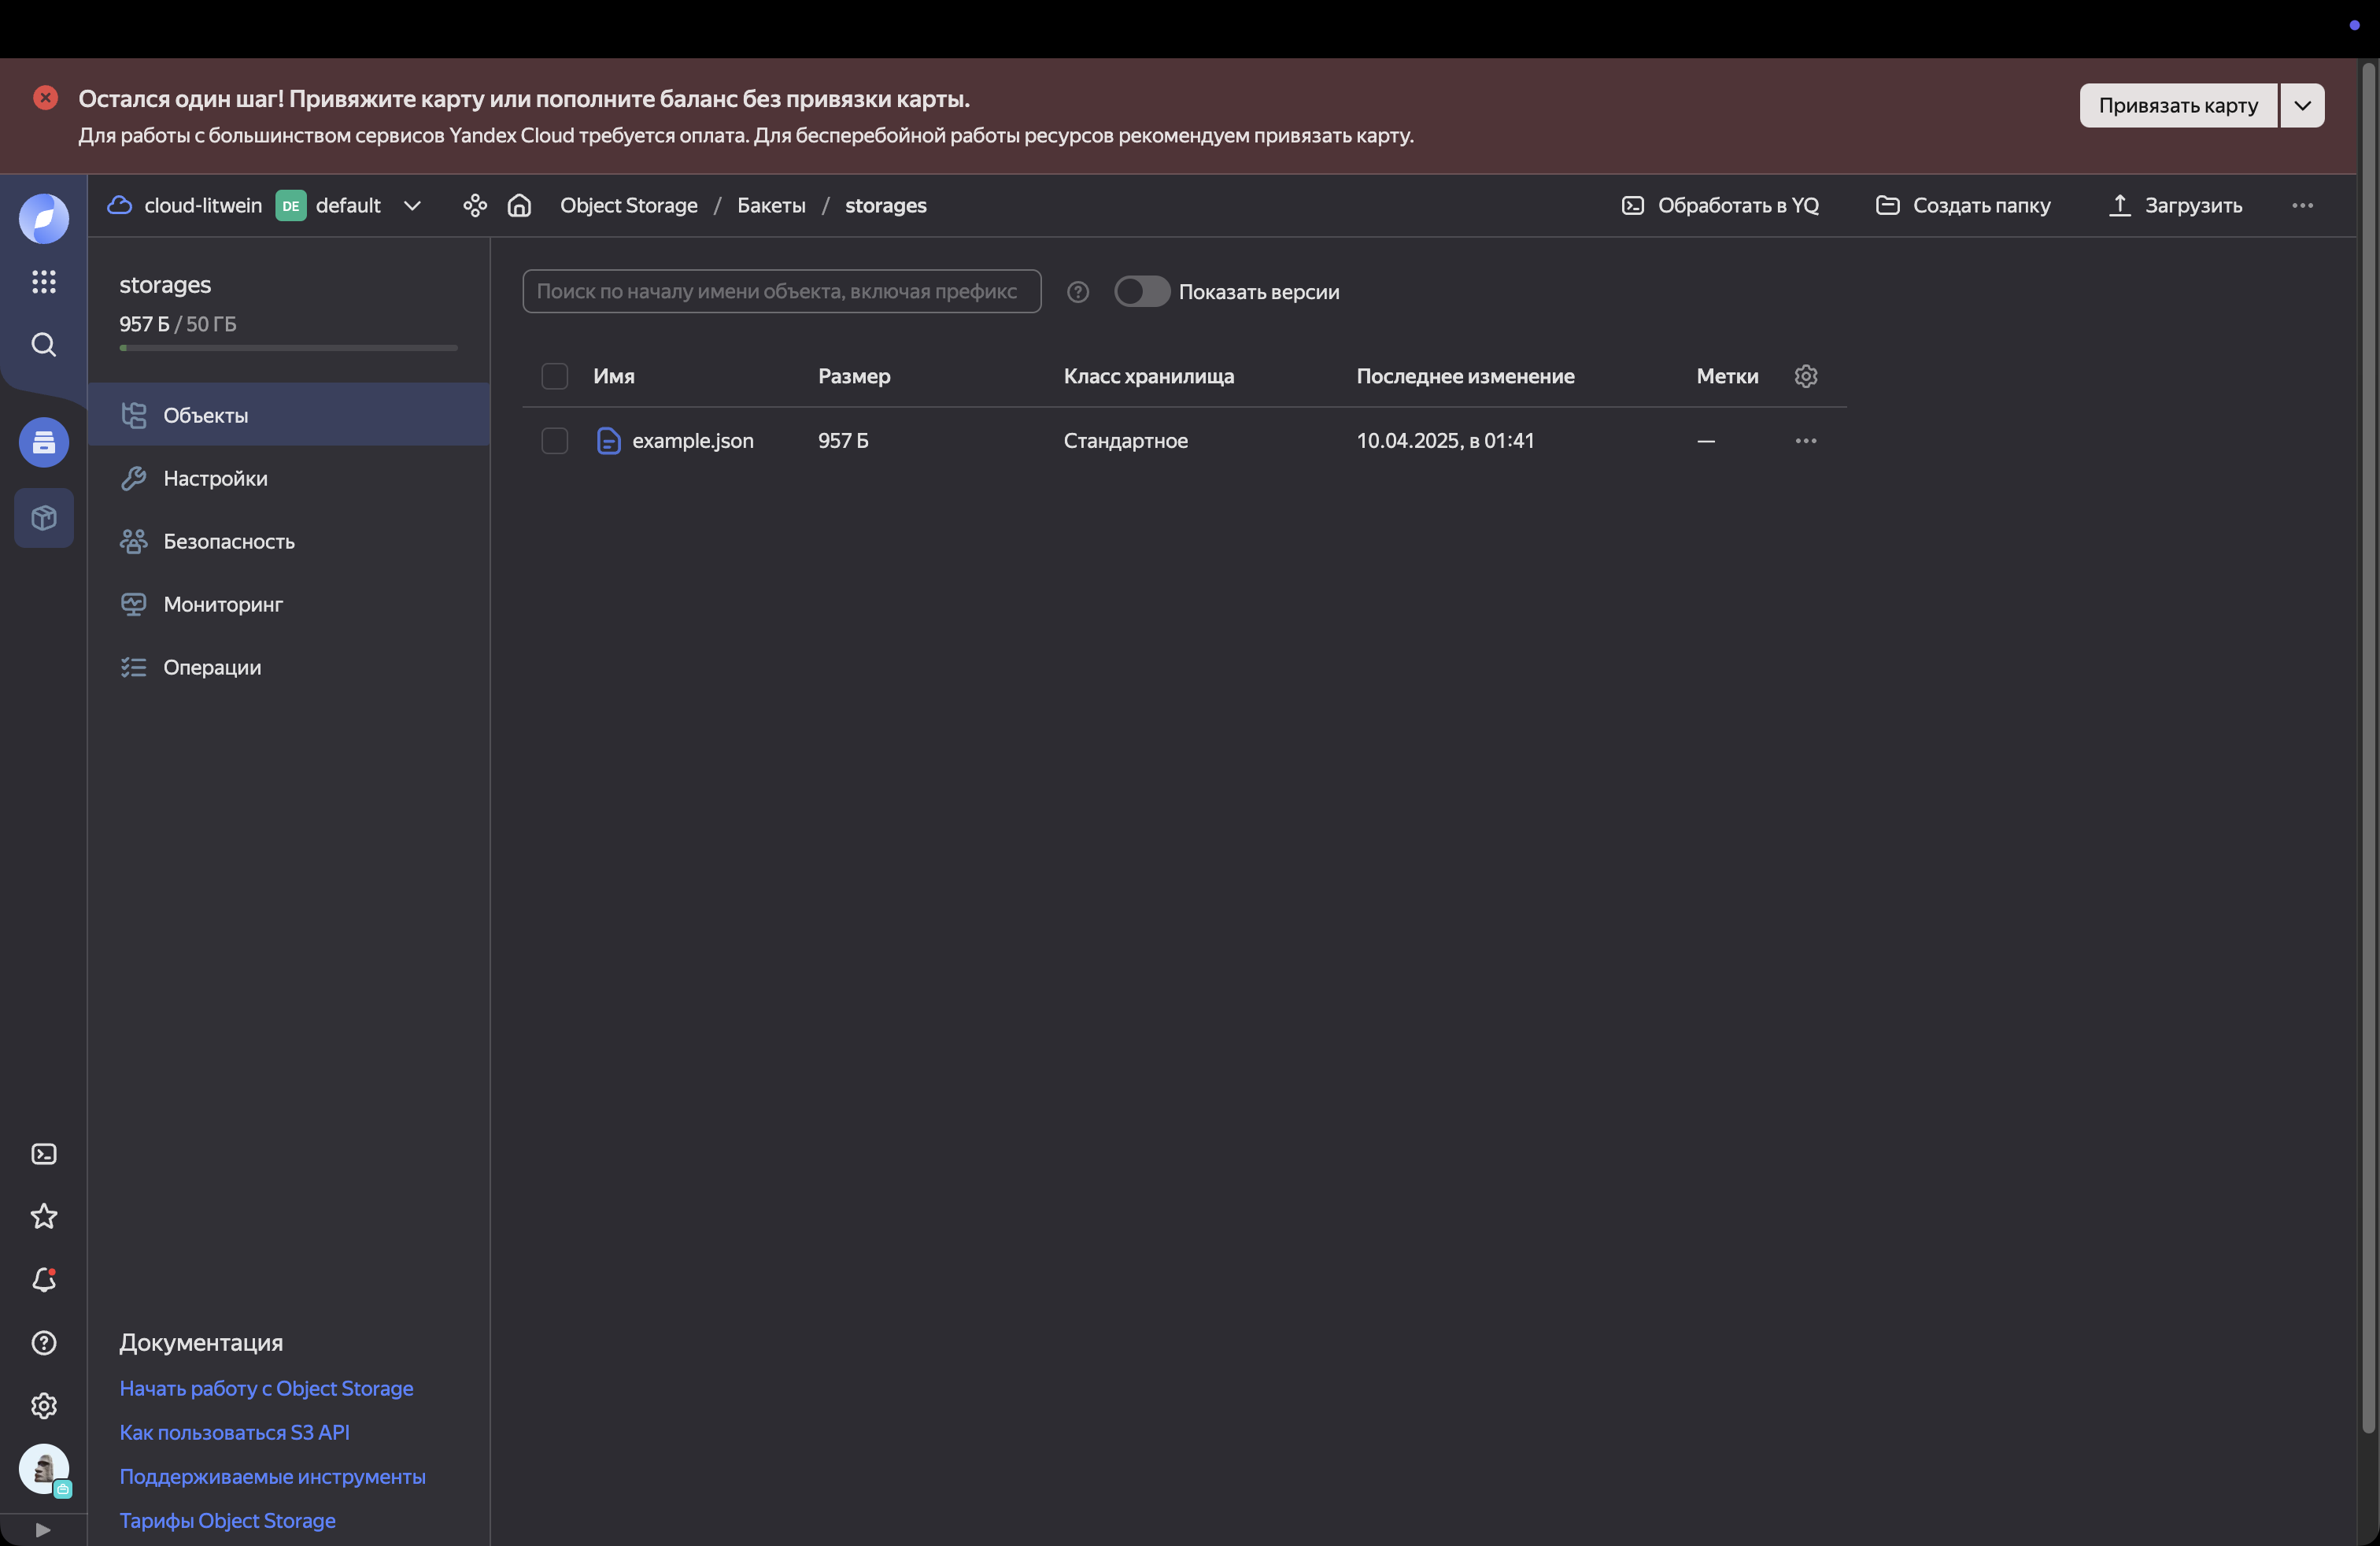 Остался один шаг! Привяжите карту или пополните баланс без привязки карты.
Для работы с большинством сервисов Yandex Cloud требуется оплата. Для бесперебойной работы ресурсов рекомендуем привязать карту.
Привязать карту
cloud-litwein DE default Object Storage / Бакеты / storages
Обработать в YQ Создать папку Загрузить
storages
957 Б / 50 ГБ
Объекты
Настройки
Безопасность
Мониторинг
Операции
Поиск по началу имени объекта, включая префикс
Показать версии
Имя Размер Класс хранилища Последнее изменение Метки
example.json 957 Б Стандартное 10.04.2025, в 01:41 —
Документация
Начать работу с Object Storage
Как пользоваться S3 API
Поддерживаемые инструменты
Тарифы Object Storage